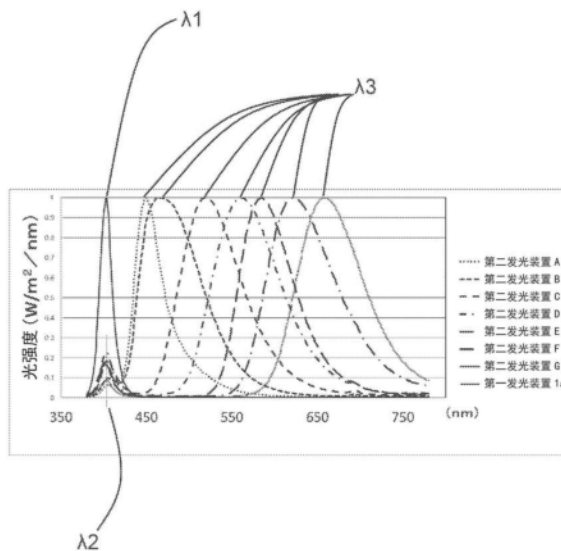 λ1
λ3
光强度 (W/m²/nm)
1
0.9
0.8
0.7
0.6
0.5
0.4
0.3
0.2
0.1
0
350
450
550
650
750
(nm)
第二发光装置 A
第二发光装置 B
第二发光装置 C
第二发光装置 D
第二发光装置 E
第二发光装置 F
第二发光装置 G
第一发光装置 1a
λ2